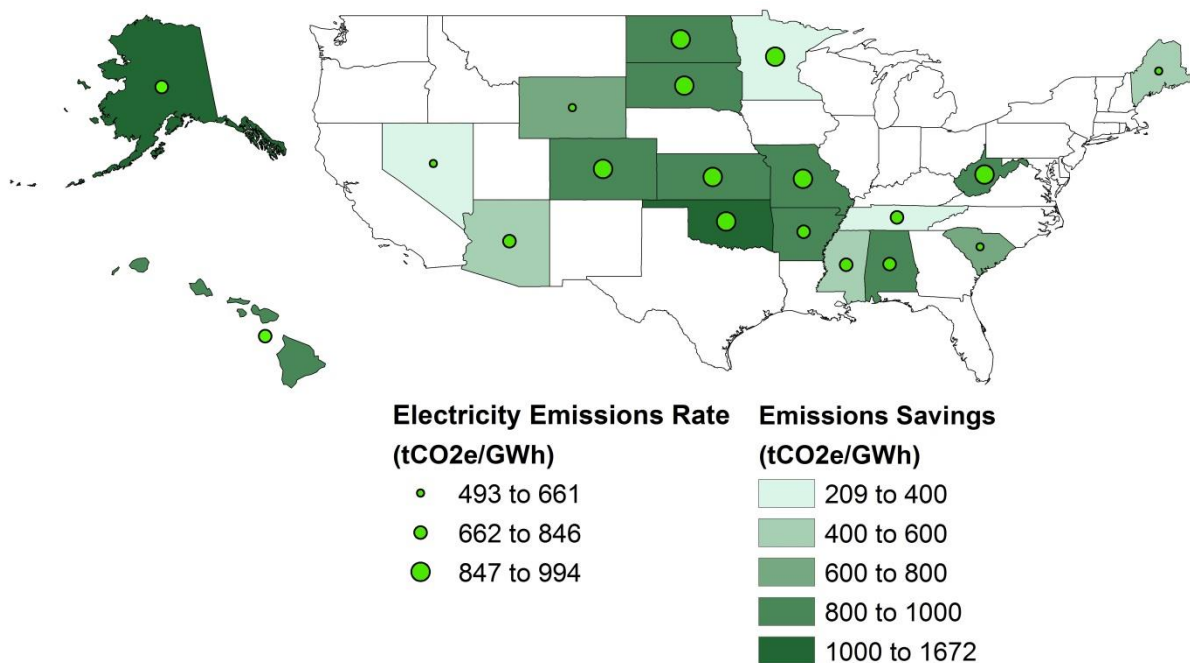 Electricity Emissions Rate
(tCO2e/GWh)
493 to 661
662 to 846
847 to 994
Emissions Savings
(tCO2e/GWh)
209 to 400
400 to 600
600 to 800
800 to 1000
1000 to 1672